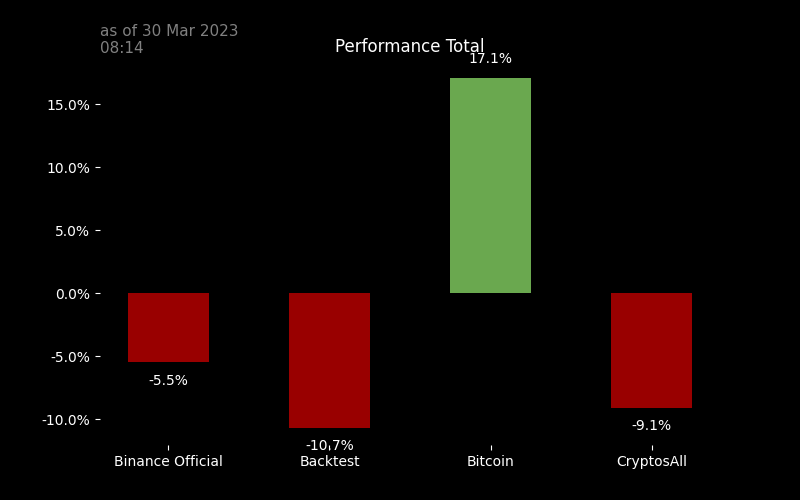 as of 30 Mar 2023
08:14
Performance Total
17.1%
15.0%
10.0%
5.0%
0.0%
-5.0%
-5.5%
-10.0%
-9.1%
-10.7%
Binance Official
Backtest
Bitcoin
CryptosAll